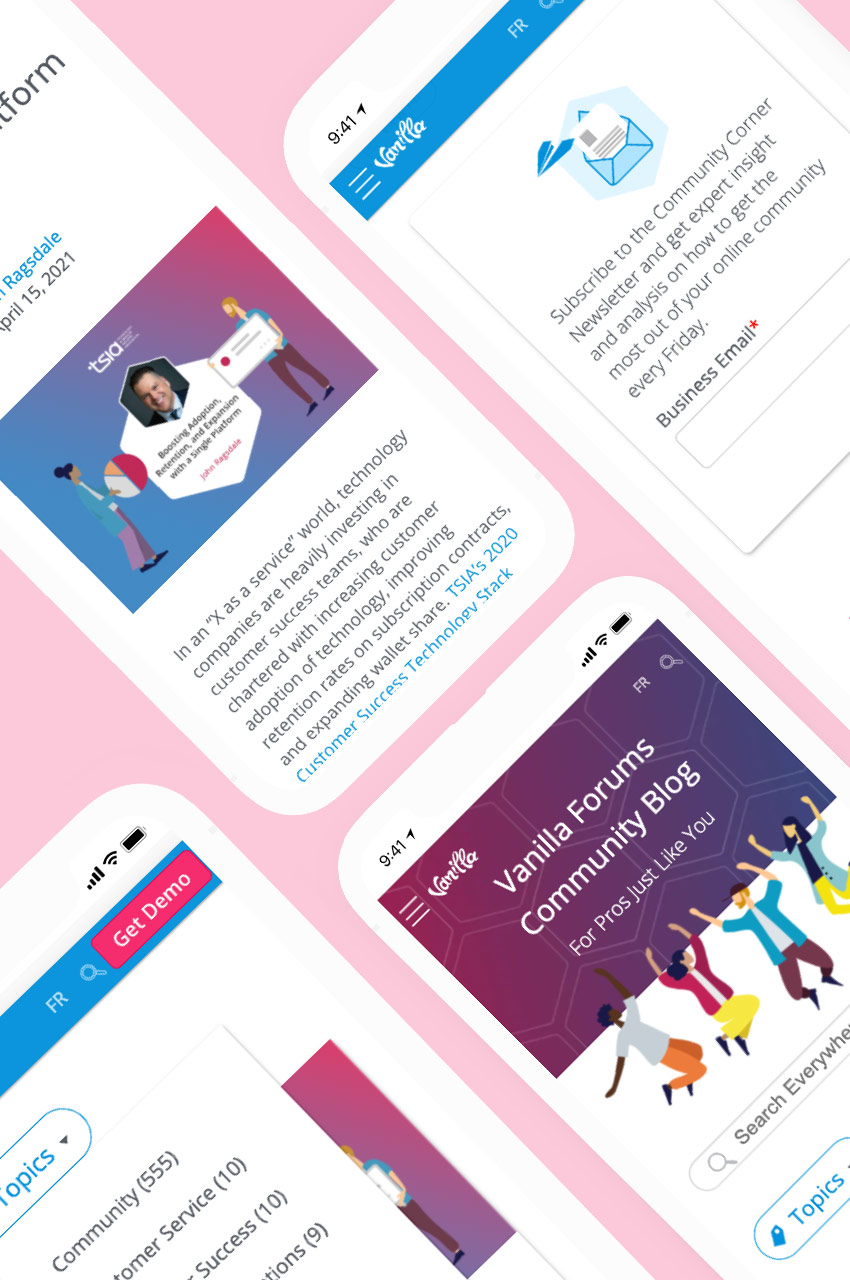 tform
n Ragsdale
pril 15, 2021
tsia
Boosting Adoption,
Retention, and Expansion
with a Single Platform
John Ragsdale
In an “X as a service” world, technology
companies are heavily investing in
customer success teams, who are
chartered with increasing customer
adoption of technology, improving
retention rates on subscription contracts,
and expanding wallet share. TSIA’s 2020
Customer Success Technology Stack
9:41
Vanilla
FR
Subscribe to the Community Corner
Newsletter and get expert insight
and analysis on how to get the
most out of your online community
every Friday.
Business Email*
FR
Get Demo
Topics
Community (555)
tomer Service (10)
r Success (10)
tions (9)
9:41
Vanilla
FR
Vanilla Forums
Community Blog
For Pros Just Like You
Search Everywhe
Topics